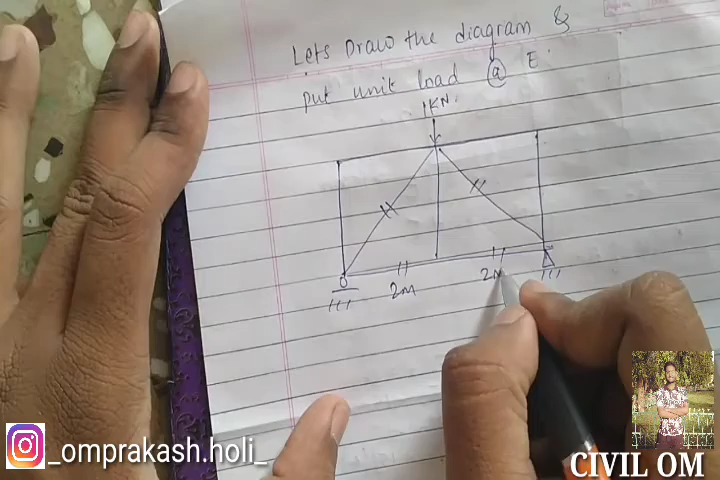 Lets Draw the diagram &
put unit load @ E.
1KN.
2M
2M
_omprakash.holi_
CIVIL OM